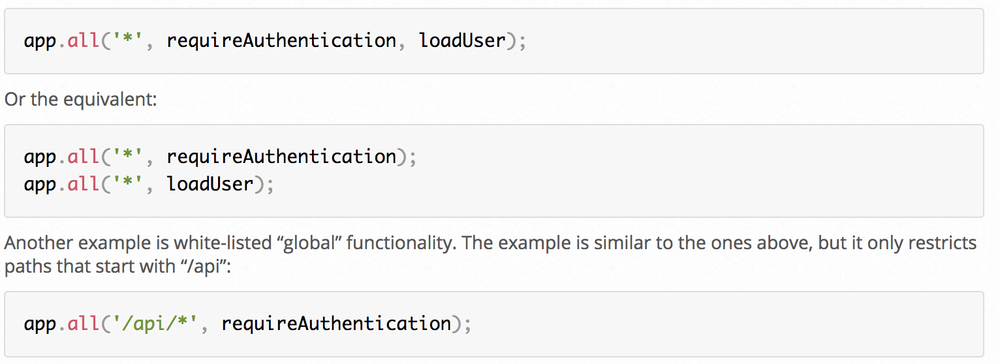 app.all('*', requireAuthentication, loadUser);
Or the equivalent:
app.all('*', requireAuthentication);
app.all('*', loadUser);
Another example is white-listed “global” functionality. The example is similar to the ones above, but it only restricts
paths that start with “/api”:
app.all('/api/*', requireAuthentication);